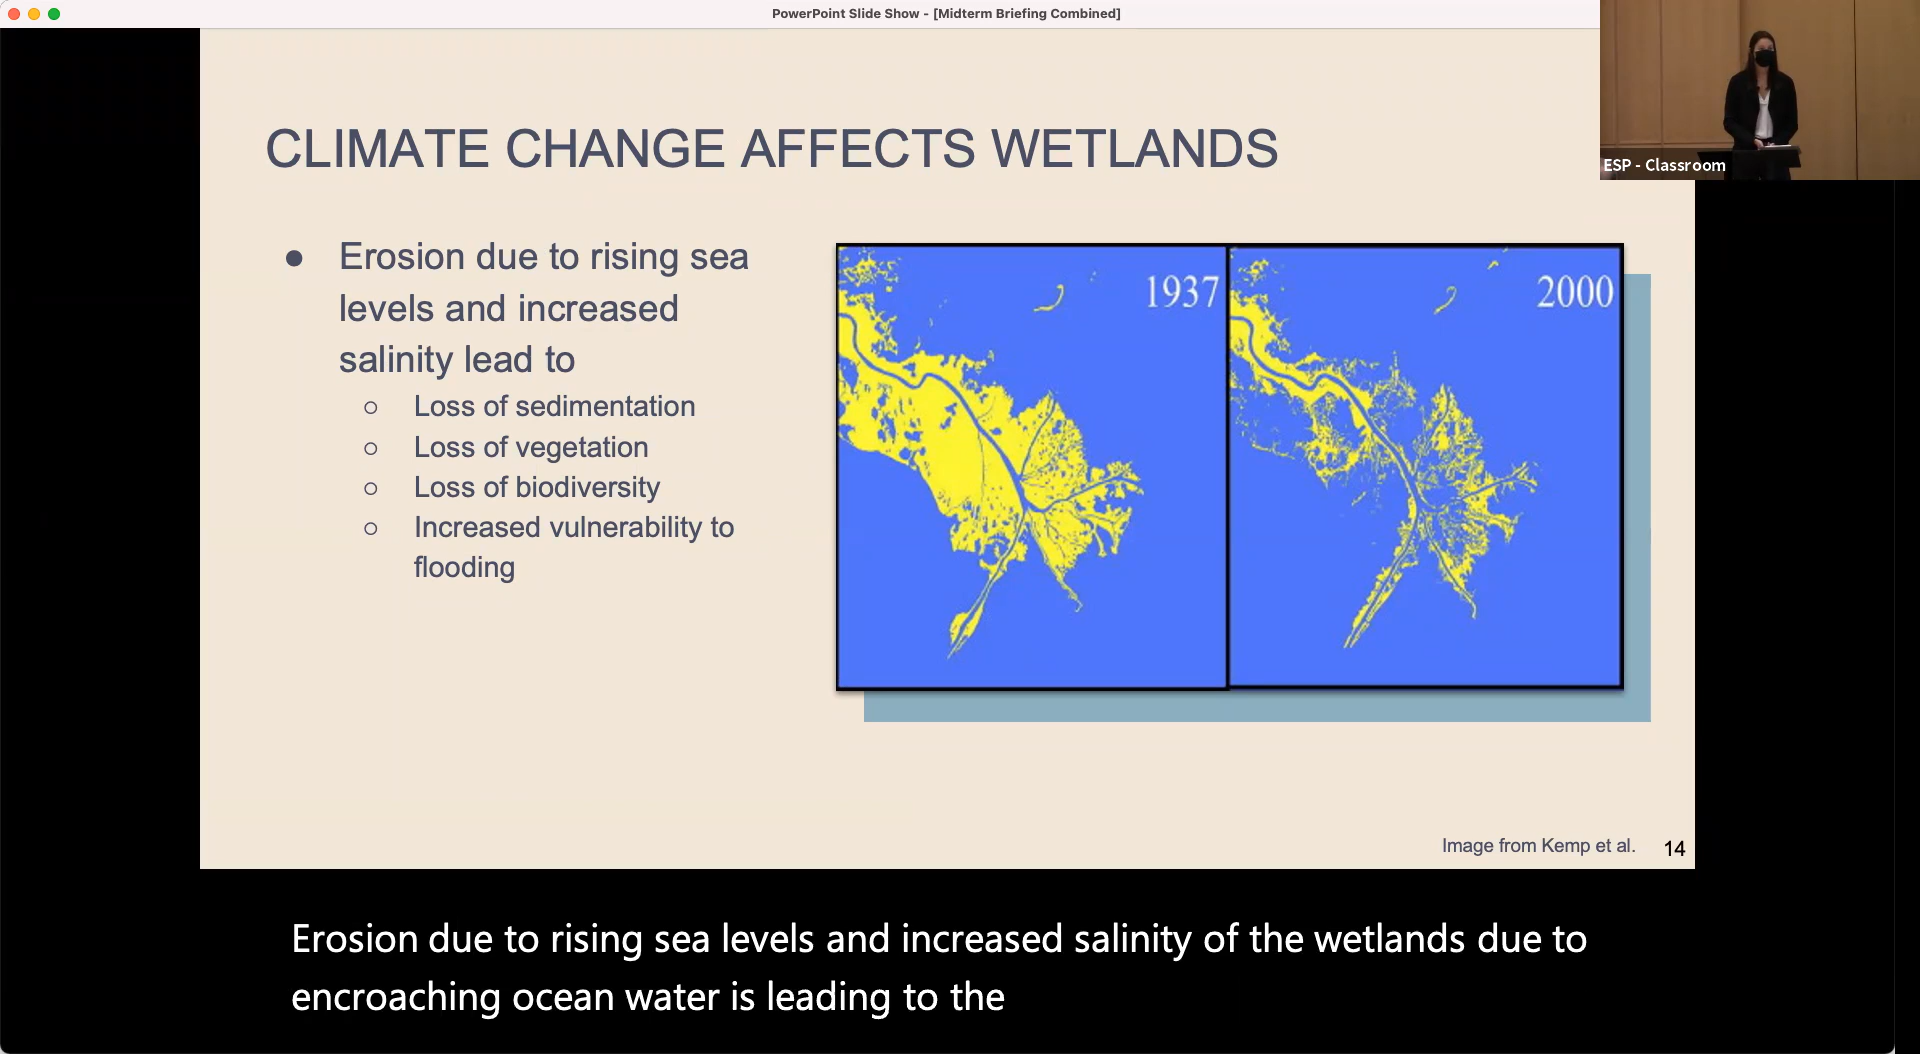 PowerPoint Slide Show - [Midterm Briefing Combined]
ESP - Classroom
CLIMATE CHANGE AFFECTS WETLANDS
● Erosion due to rising sea
levels and increased
salinity lead to
○ Loss of sedimentation
○ Loss of vegetation
○ Loss of biodiversity
○ Increased vulnerability to
flooding
1937
2000
Image from Kemp et al.
14
Erosion due to rising sea levels and increased salinity of the wetlands due to
encroaching ocean water is leading to the